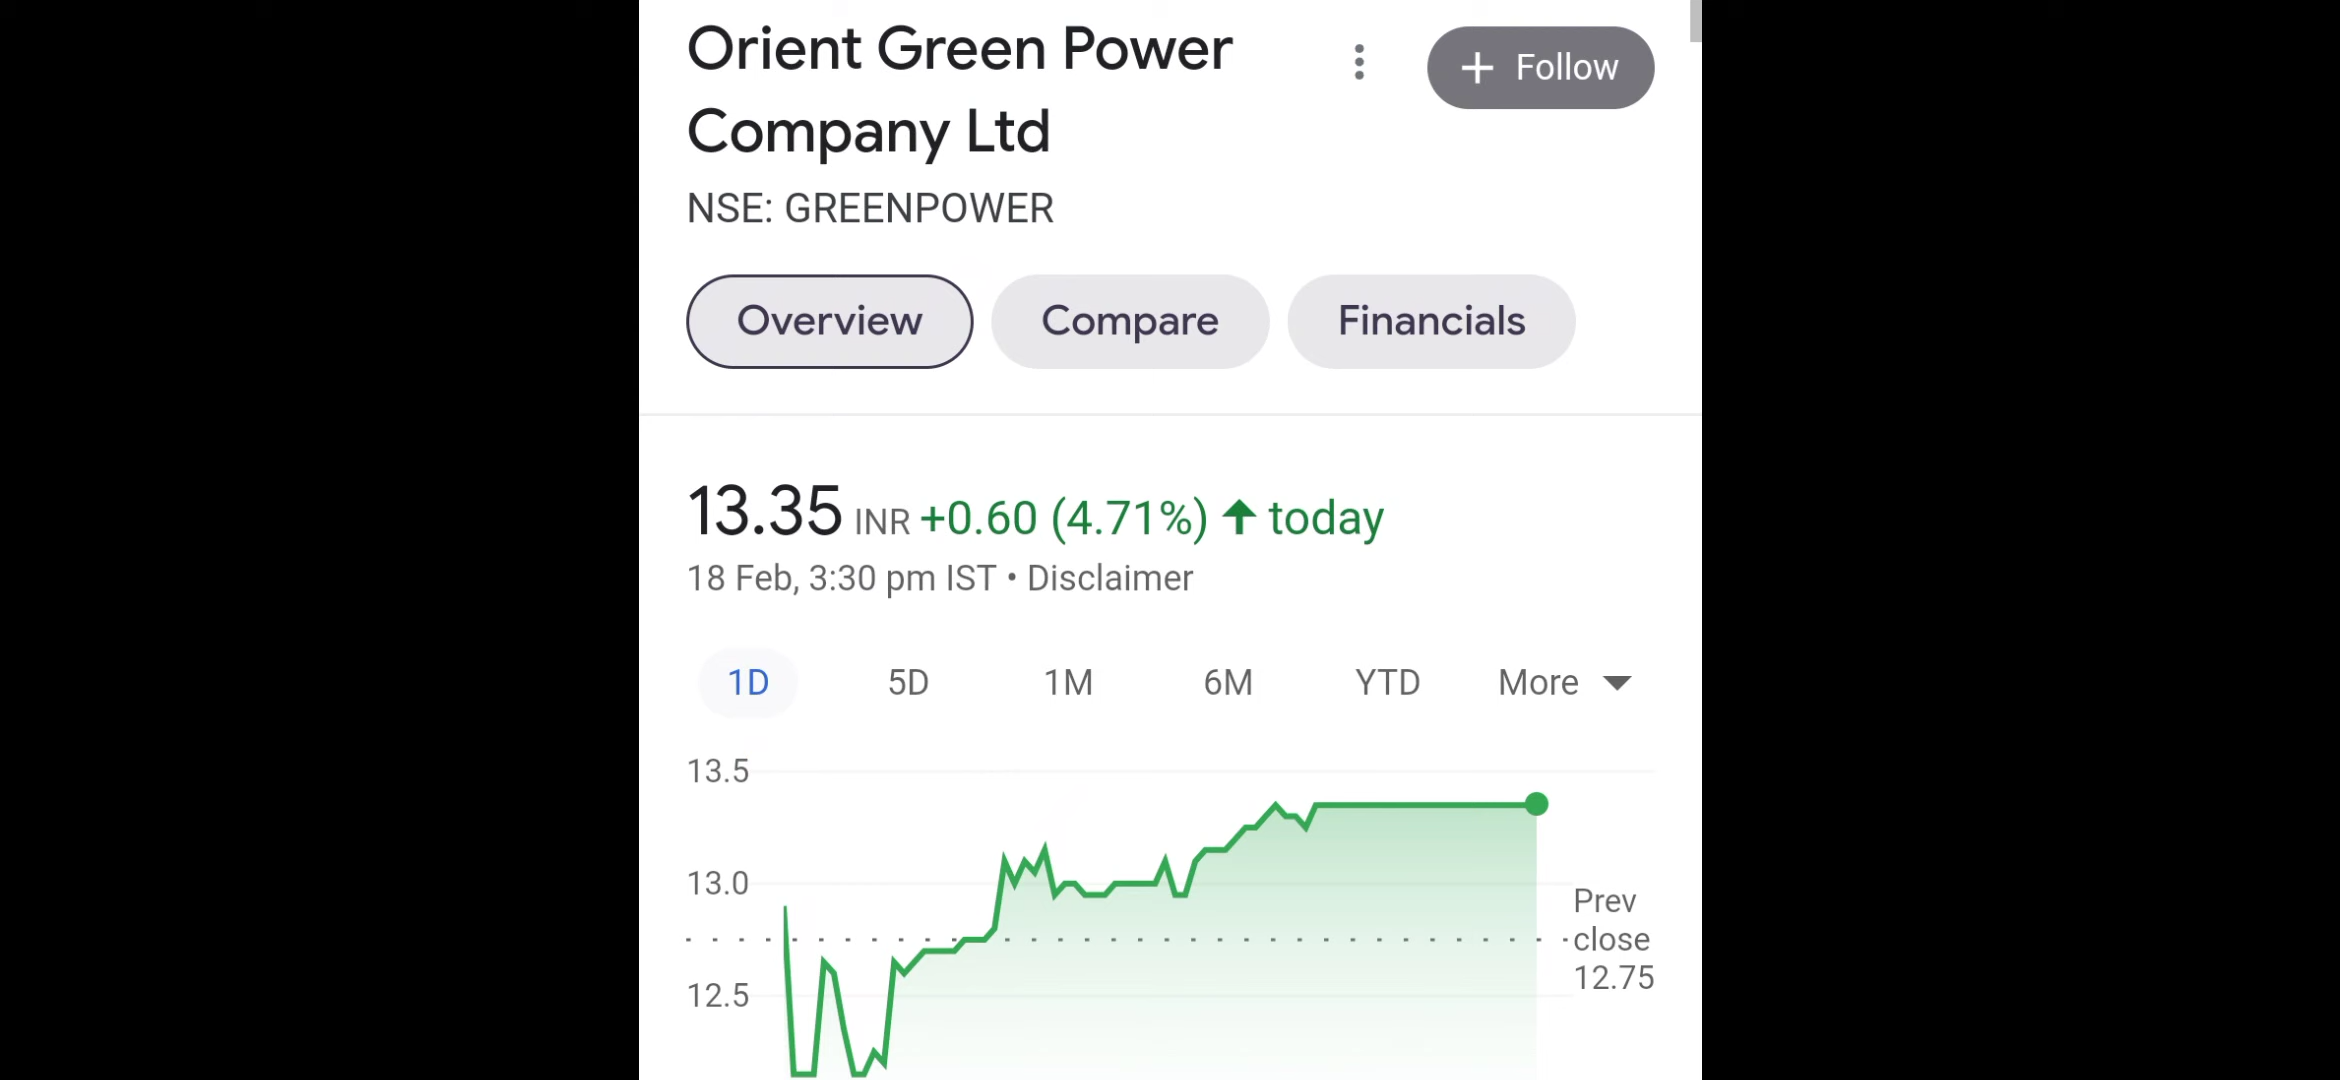 Orient Green Power
Company Ltd
+ Follow
NSE: GREENPOWER
Overview
Compare
Financials
13.35 INR +0.60 (4.71%) ↑ today
18 Feb, 3:30 pm IST • Disclaimer
1D 5D 1M 6M YTD More
13.5
13.0
12.5
Prev
close
12.75